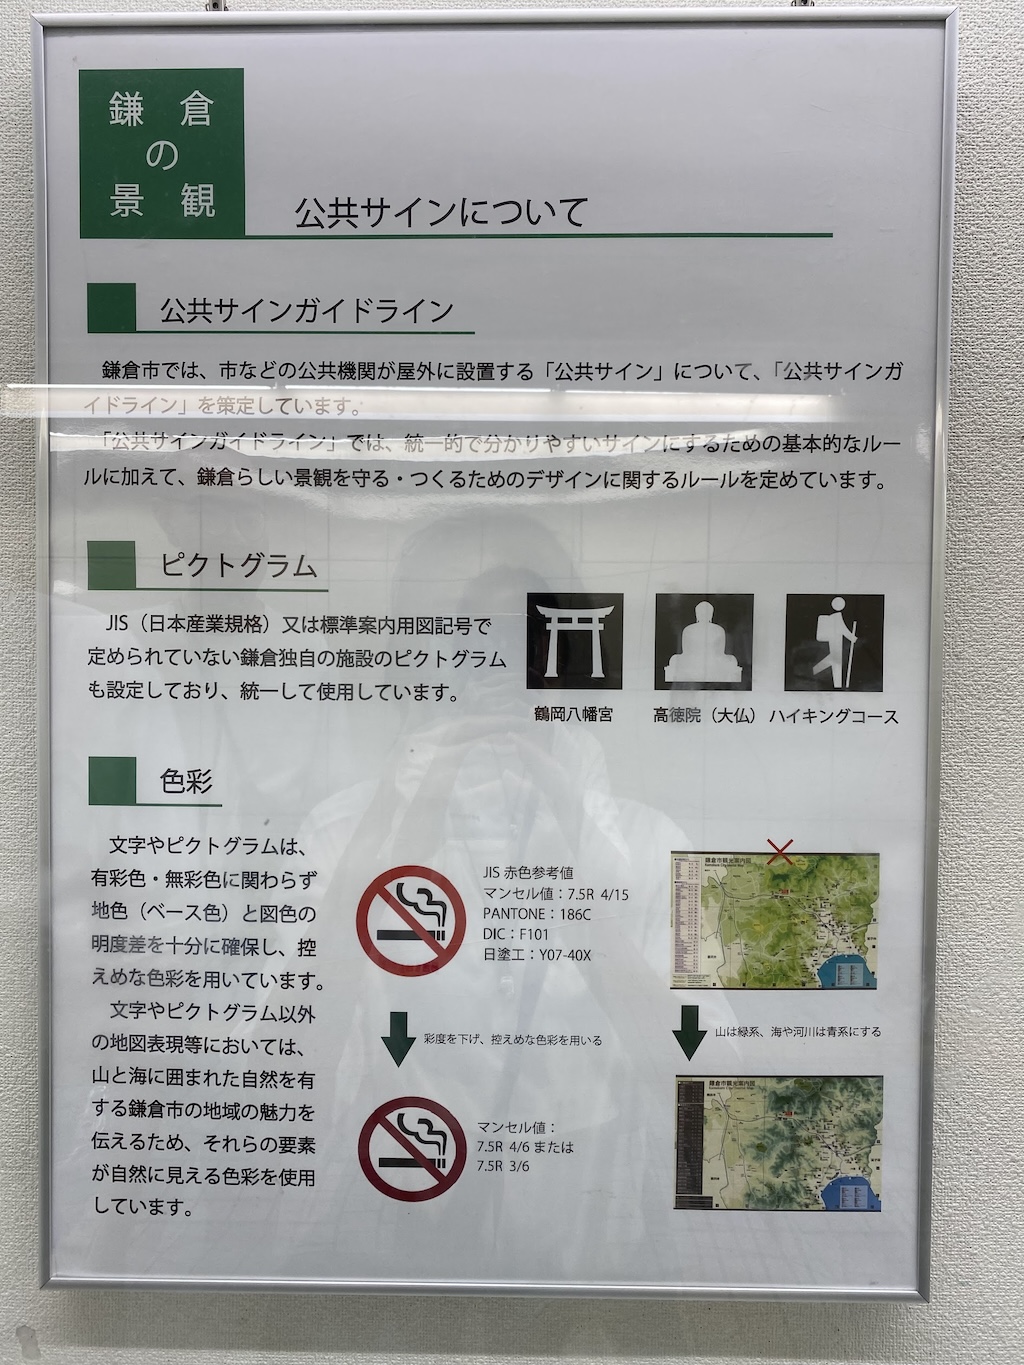 鎌倉
の
景観
公共サインについて
公共サインガイドライン
鎌倉市では、市などの公共機関が屋外に設置する「公共サイン」について、「公共サインガ
イドライン」を策定しています。
「公共サインガイドライン」では、統一的で分かりやすいサインにするための基本的なルー
ルに加えて、鎌倉らしい景観を守る・つくるためのデザインに関するルールを定めています。
ピクトグラム
JIS（日本産業規格）又は標準案内用図記号で
定められていない鎌倉独自の施設のピクトグラム
も設定しており、統一して使用しています。
鶴岡八幡宮
高徳院（大仏）
ハイキングコース
色彩
文字やピクトグラムは、
有彩色・無彩色に関わらず
地色（ベース色）と図色の
明度差を十分に確保し、控
えめな色彩を用いています。
文字やピクトグラム以外
の地図表現等においては、
山と海に囲まれた自然を有
する鎌倉市の地域の魅力を
伝えるため、それらの要素
が自然に見える色彩を使用
しています。
JIS 赤色参考値
マンセル値：7.5R 4/15
PANTONE：186C
DIC：F101
日塗工：Y07-40X
彩度を下げ、控えめな色彩を用いる
マンセル値：
7.5R 4/6 または
7.5R 3/6
鎌倉市観光案内図
山は緑系、海や河川は青系にする
鎌倉市観光案内図